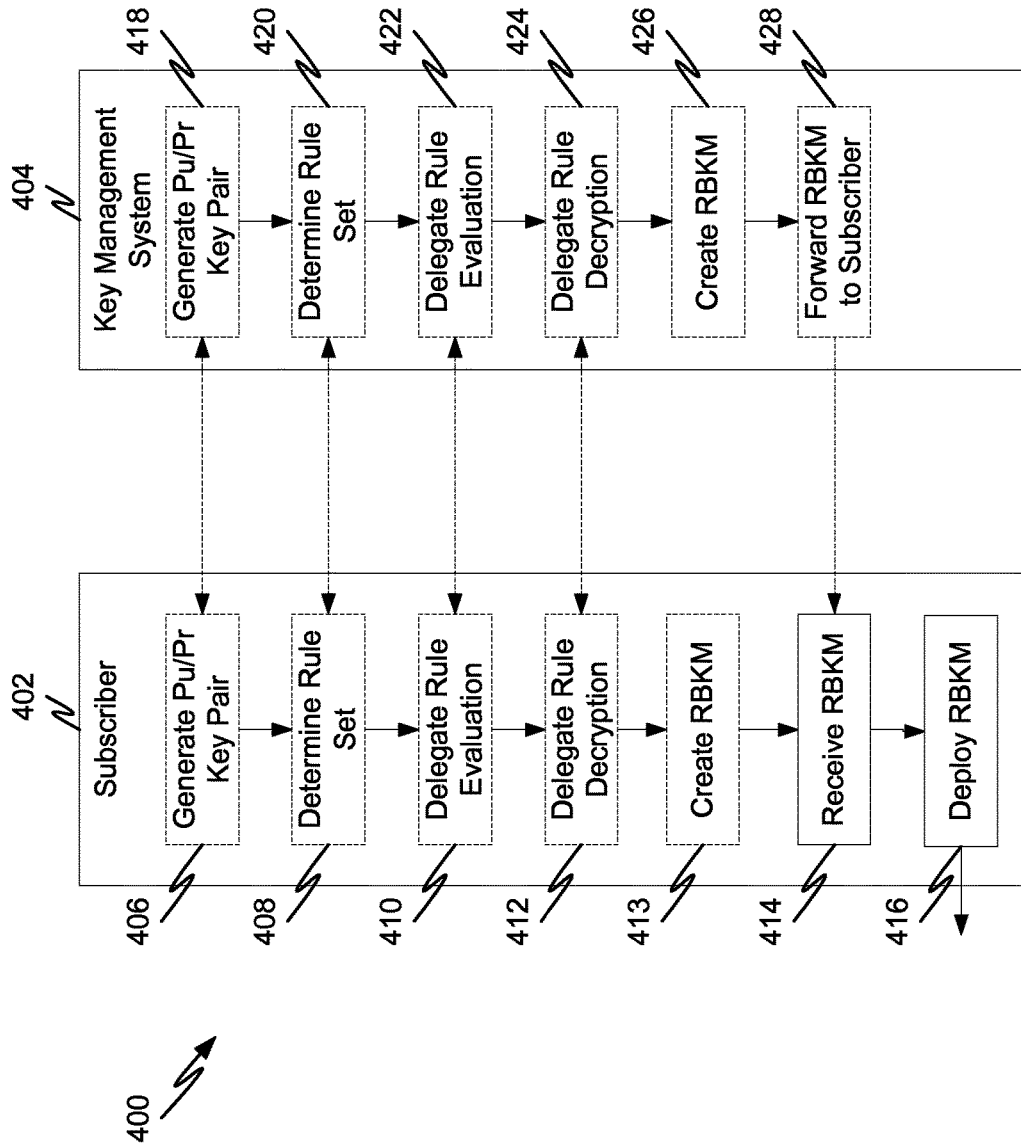 400
402
Subscriber
406
Generate Pu/Pr
Key Pair
408
Determine Rule
Set
410
Delegate Rule
Evaluation
412
Delegate Rule
Decryption
413
Create RBKM
414
Receive RBKM
416
Deploy RBKM
404
Key Management
System
Generate Pu/Pr
Key Pair
418
Determine Rule
Set
420
Delegate Rule
Evaluation
422
Delegate Rule
Decryption
424
Create RBKM
426
Forward RBKM
to Subscriber
428